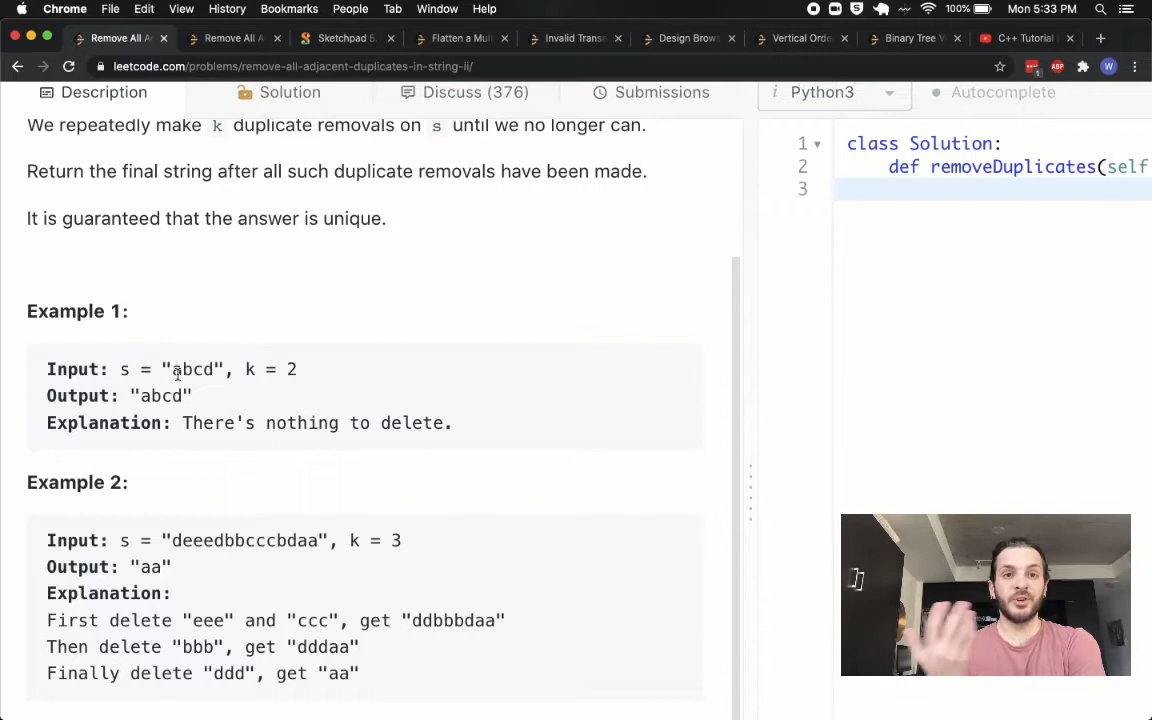 Chrome File Edit View History Bookmarks People Tab Window Help 100% Mon 5:33 PM
Remove All A Remove All A Sketchpad 5. Flatten a Mul Invalid Trans Design Brow Vertical Orde Binary Tree V C++ Tutorial
leetcode.com/problems/remove-all-adjacent-duplicates-in-string-ii/ 1 ABP W
Description Solution Discuss (376) Submissions i Python3 Autocomplete
We repeatedly make k duplicate removals on s until we no longer can.
Return the final string after all such duplicate removals have been made.
It is guaranteed that the answer is unique.
Example 1:
Input: s = "abcd", k = 2
Output: "abcd"
Explanation: There's nothing to delete.
Example 2:
Input: s = "deeedbbcccbdaa", k = 3
Output: "aa"
Explanation:
First delete "eee" and "ccc", get "ddbbbdaa"
Then delete "bbb", get "dddaa"
Finally delete "ddd", get "aa"
1 class Solution:
2 def removeDuplicates(self
3